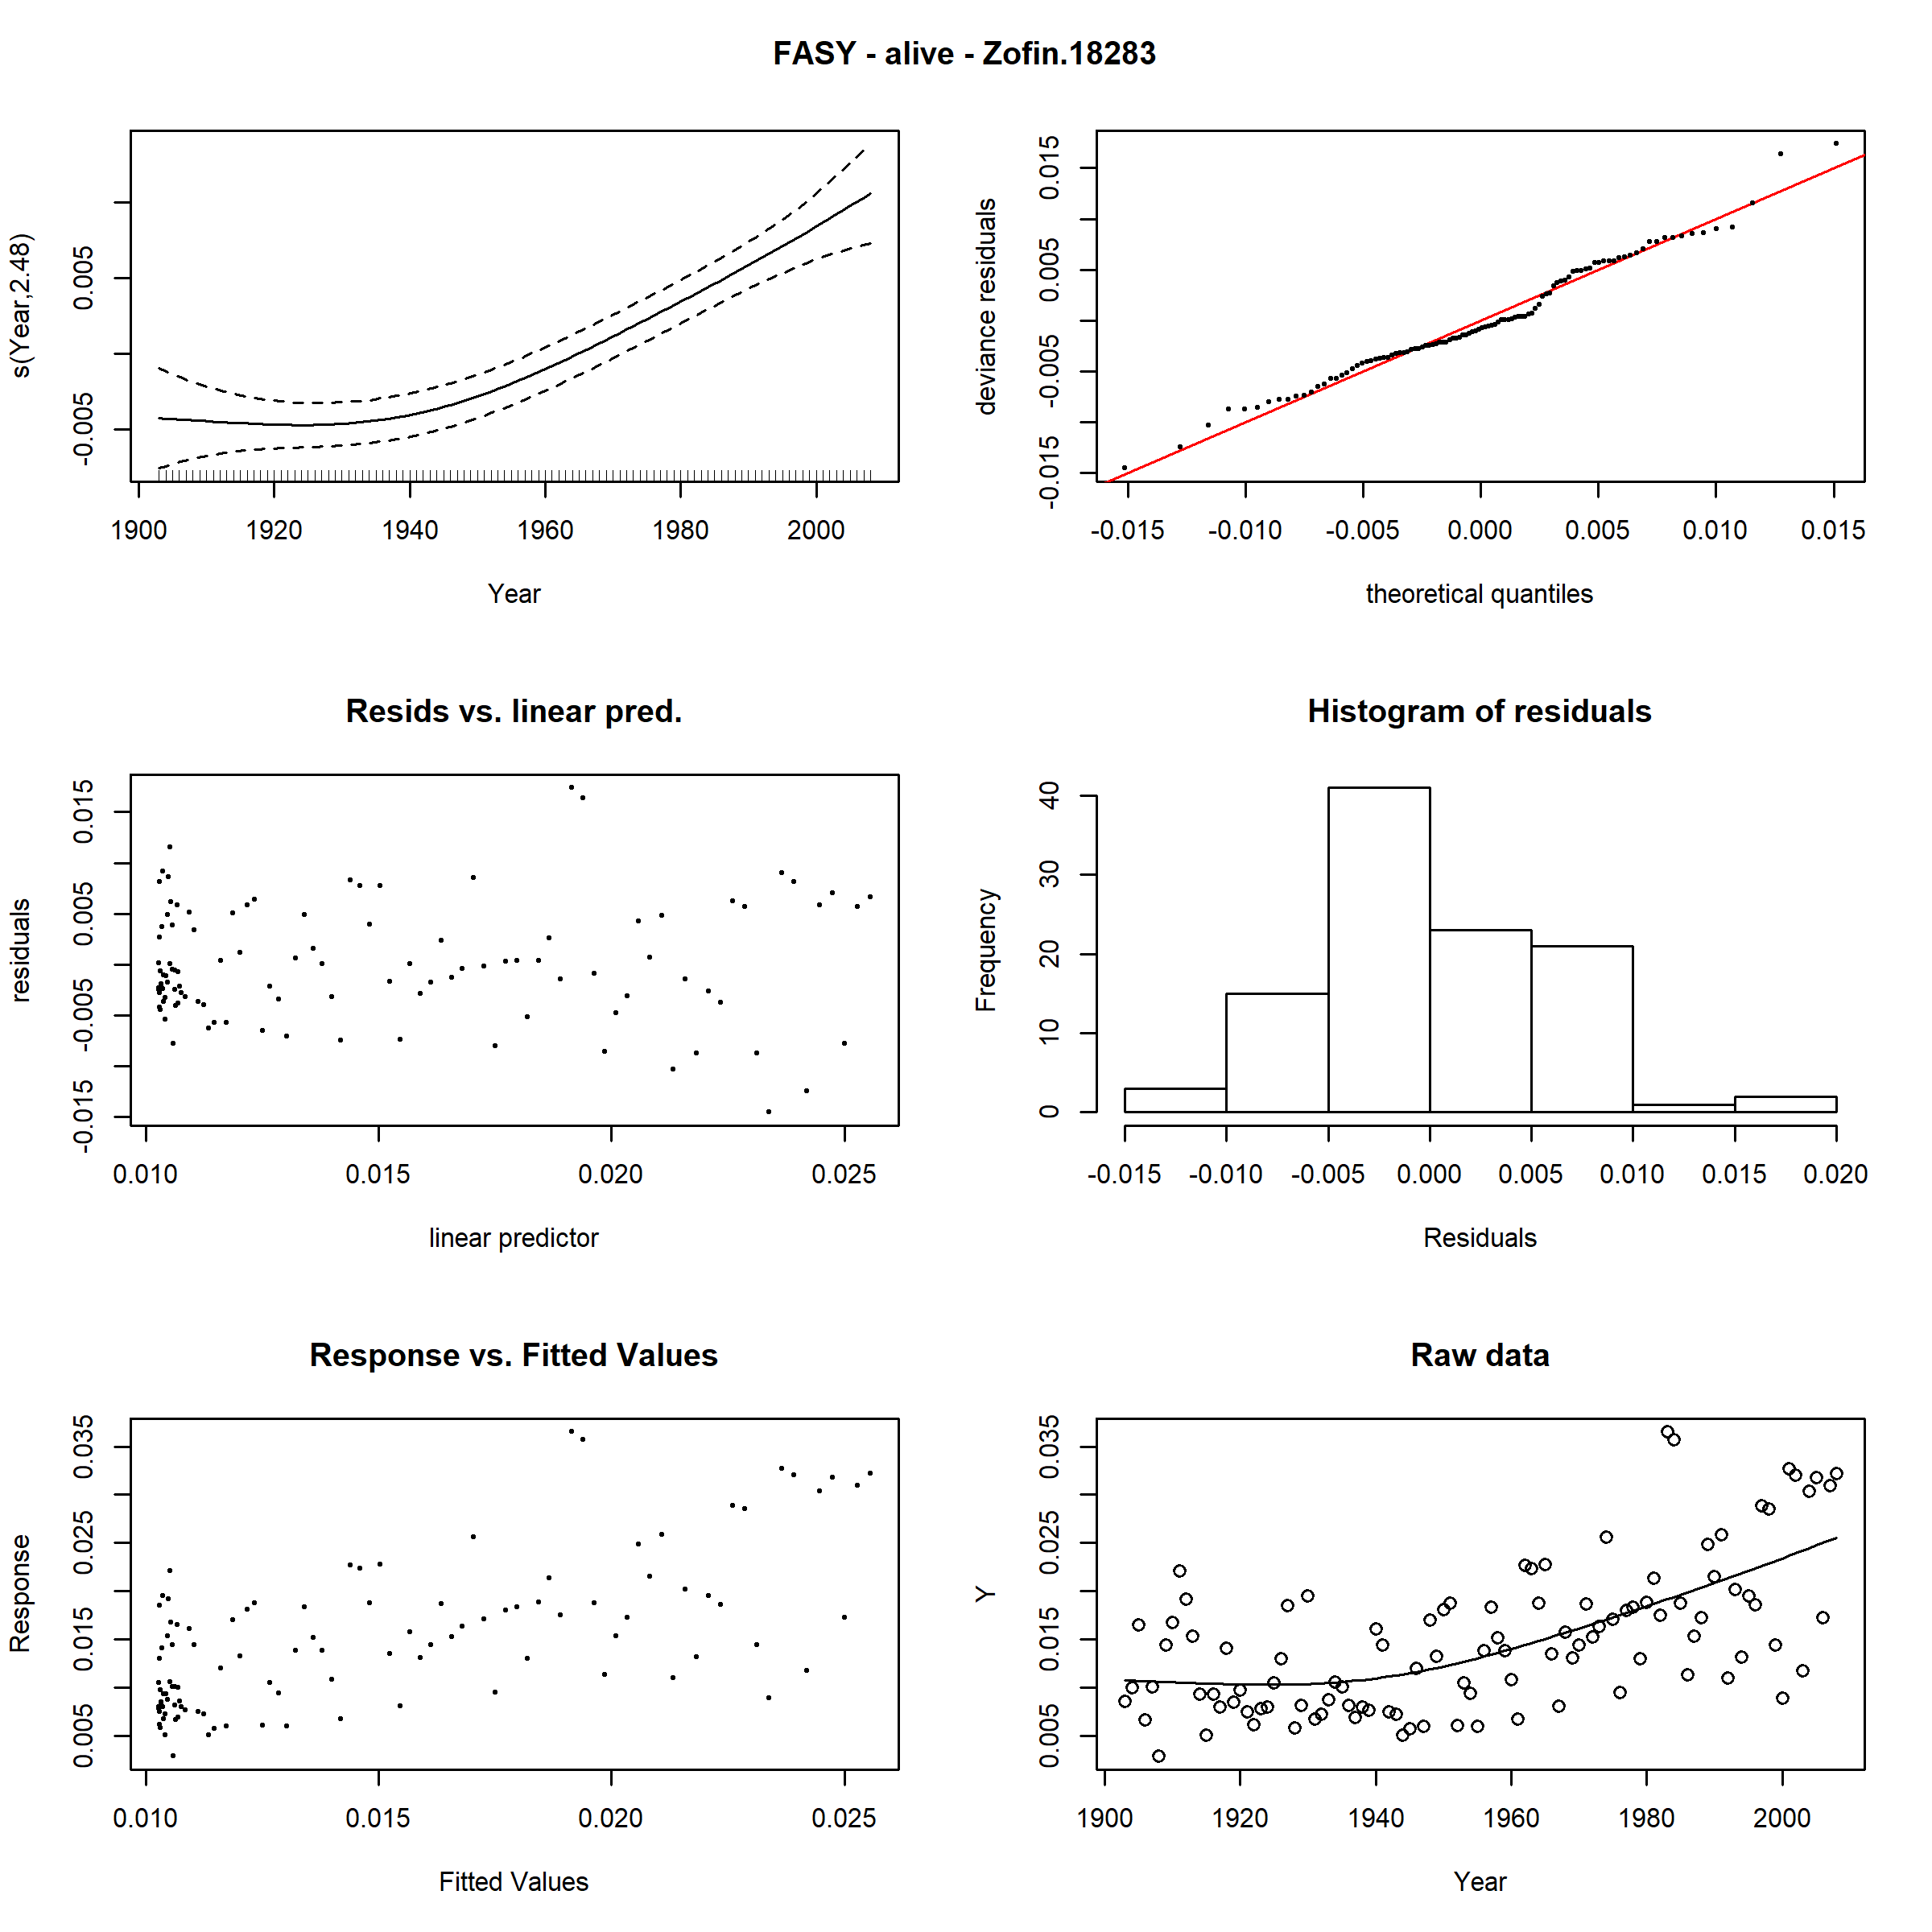 FASY - alive - Zofin.18283
s(Year,2.48)
-0.005 0.005
1900 1920 1940 1960 1980 2000
Year
deviance residuals
-0.015 -0.005 0.005 0.015
-0.015 -0.010 -0.005 0.000 0.005 0.010 0.015
theoretical quantiles
Resids vs. linear pred.
residuals
-0.015 -0.005 0.005 0.015
0.010 0.015 0.020 0.025
linear predictor
Histogram of residuals
Frequency
0 10 20 30 40
-0.015 -0.010 -0.005 0.000 0.005 0.010 0.015 0.020
Residuals
Response vs. Fitted Values
Response
0.005 0.015 0.025 0.035
0.010 0.015 0.020 0.025
Fitted Values
Raw data
Y
0.005 0.015 0.025 0.035
1900 1920 1940 1960 1980 2000
Year